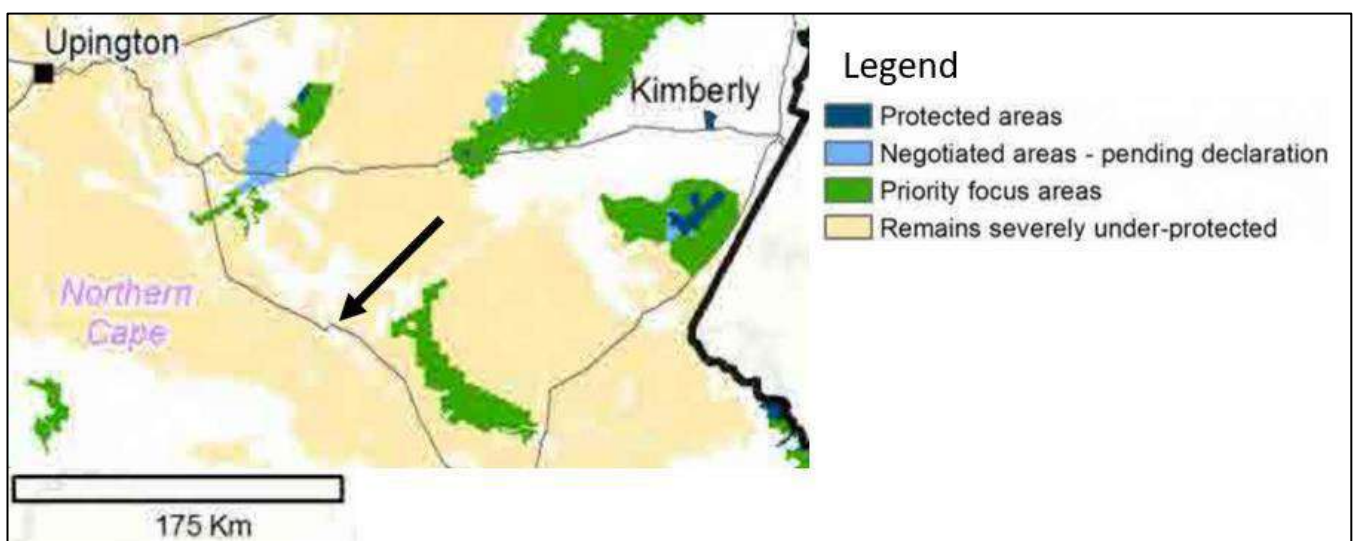 Upington
Kimberly
Northern
Cape
175 Km
Legend
Protected areas
Negotiated areas - pending declaration
Priority focus areas
Remains severely under-protected